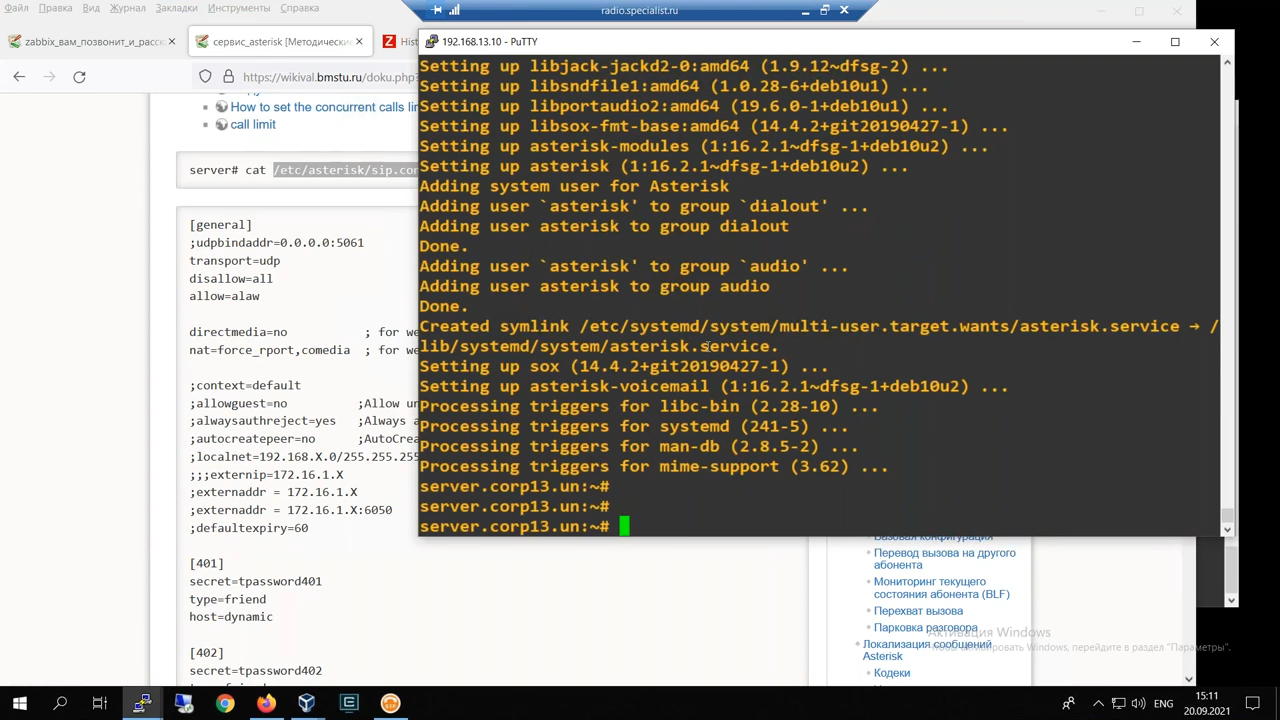 Правка Вид Журнал Закладки Инструменты Справка
radio.specialist.ru
zabbix_вам_позвонит_и_расск
сервис_asterisk [Методические
Hist
192.168.13.10 - PuTTY
https://wikival.bmstu.ru/doku.php?
How to set the concurrent calls lim
call limit
server# cat /etc/asterisk/sip.con
[general]
;udpbindaddr=0.0.0.0:5061
transport=udp
disallow=all
allow=alaw
directmedia=no ; for we
nat=force_rport,comedia ; for we
;context=default
;allowguest=no ;Allow un
;alwaysauthreject=yes ;Always a
;autocreatepeer=no ;AutoCrea
;localnet=192.168.X.0/255.255.255
;;;externip=172.16.1.X
;externaddr = 172.16.1.X
;externaddr = 172.16.1.X:6050
;defaultexpiry=60
[401]
secret=tpassword401
type=friend
host=dynamic
[402]
secret=tpassword402
Setting up libjack-jackd2-0:amd64 (1.9.12~dfsg-2) ...
Setting up libsndfile1:amd64 (1.0.28-6+deb10u1) ...
Setting up libportaudio2:amd64 (19.6.0-1+deb10u1) ...
Setting up libsox-fmt-base:amd64 (14.4.2+git20190427-1) ...
Setting up asterisk-modules (1:16.2.1~dfsg-1+deb10u2) ...
Setting up asterisk (1:16.2.1~dfsg-1+deb10u2) ...
Adding system user for Asterisk
Adding user `asterisk' to group `dialout' ...
Adding user asterisk to group dialout
Done.
Adding user `asterisk' to group `audio' ...
Adding user asterisk to group audio
Done.
Created symlink /etc/systemd/system/multi-user.target.wants/asterisk.service → /
lib/systemd/system/asterisk.service.
Setting up sox (14.4.2+git20190427-1) ...
Setting up asterisk-voicemail (1:16.2.1~dfsg-1+deb10u2) ...
Processing triggers for libc-bin (2.28-10) ...
Processing triggers for systemd (241-5) ...
Processing triggers for man-db (2.8.5-2) ...
Processing triggers for mime-support (3.62) ...
server.corp13.un:~#
server.corp13.un:~#
server.corp13.un:~#
Базовая конфигурация
Перевод вызова на другого
абонента
Мониторинг текущего
состояния абонента (BLF)
Перехват вызова
Парковка разговора
Локализация сообщений
Asterisk
Кодеки
Активация Windows
Чтобы активировать Windows, перейдите в раздел "Параметры".
ENG
15:11
20.09.2021